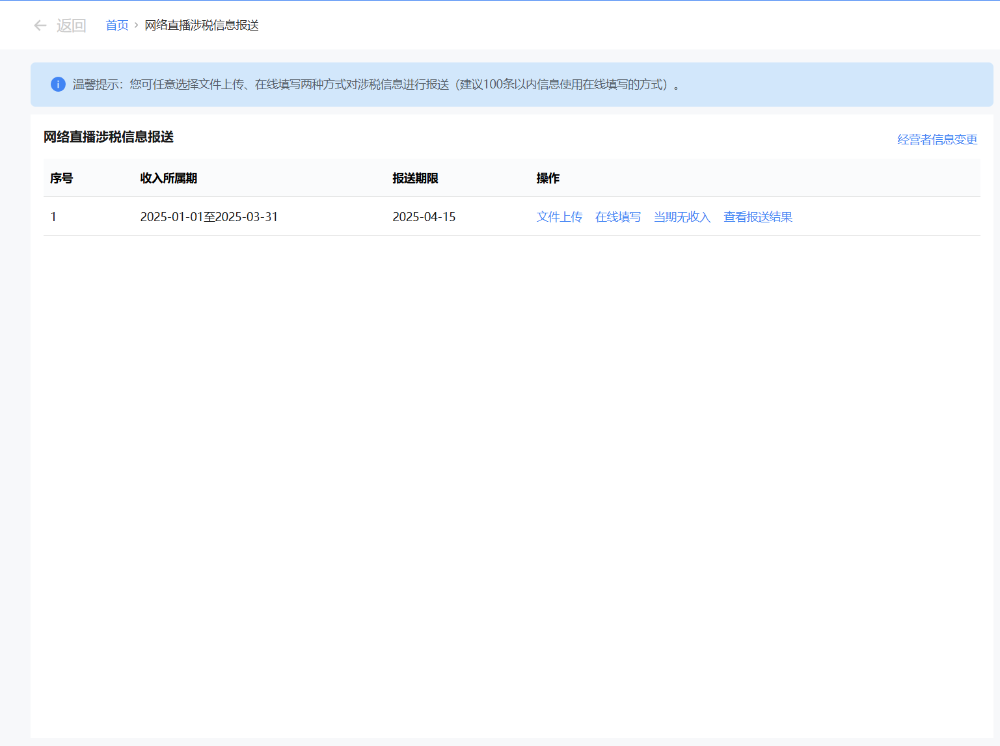 返回 首页 > 网络直播涉税信息报送
温馨提示：您可任意选择文件上传、在线填写两种方式对涉税信息进行报送（建议100条以内信息使用在线填写的方式）。
网络直播涉税信息报送
经营者信息变更
序号 收入所属期 报送期限 操作
1 2025-01-01至2025-03-31 2025-04-15 文件上传 在线填写 当期无收入 查看报送结果